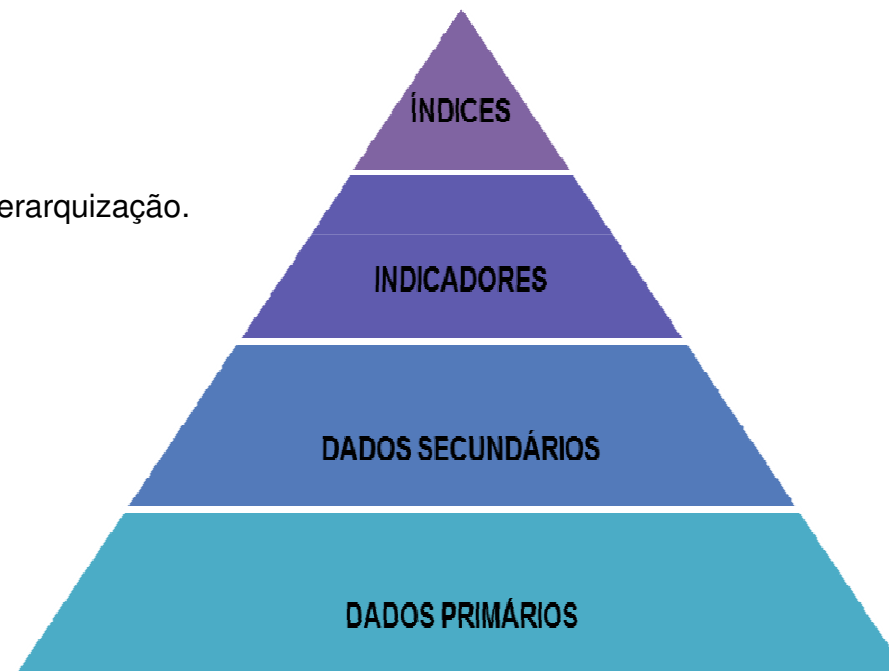 ÍNDICES
erarquização.
INDICADORES
DADOS SECUNDÁRIOS
DADOS PRIMÁRIOS